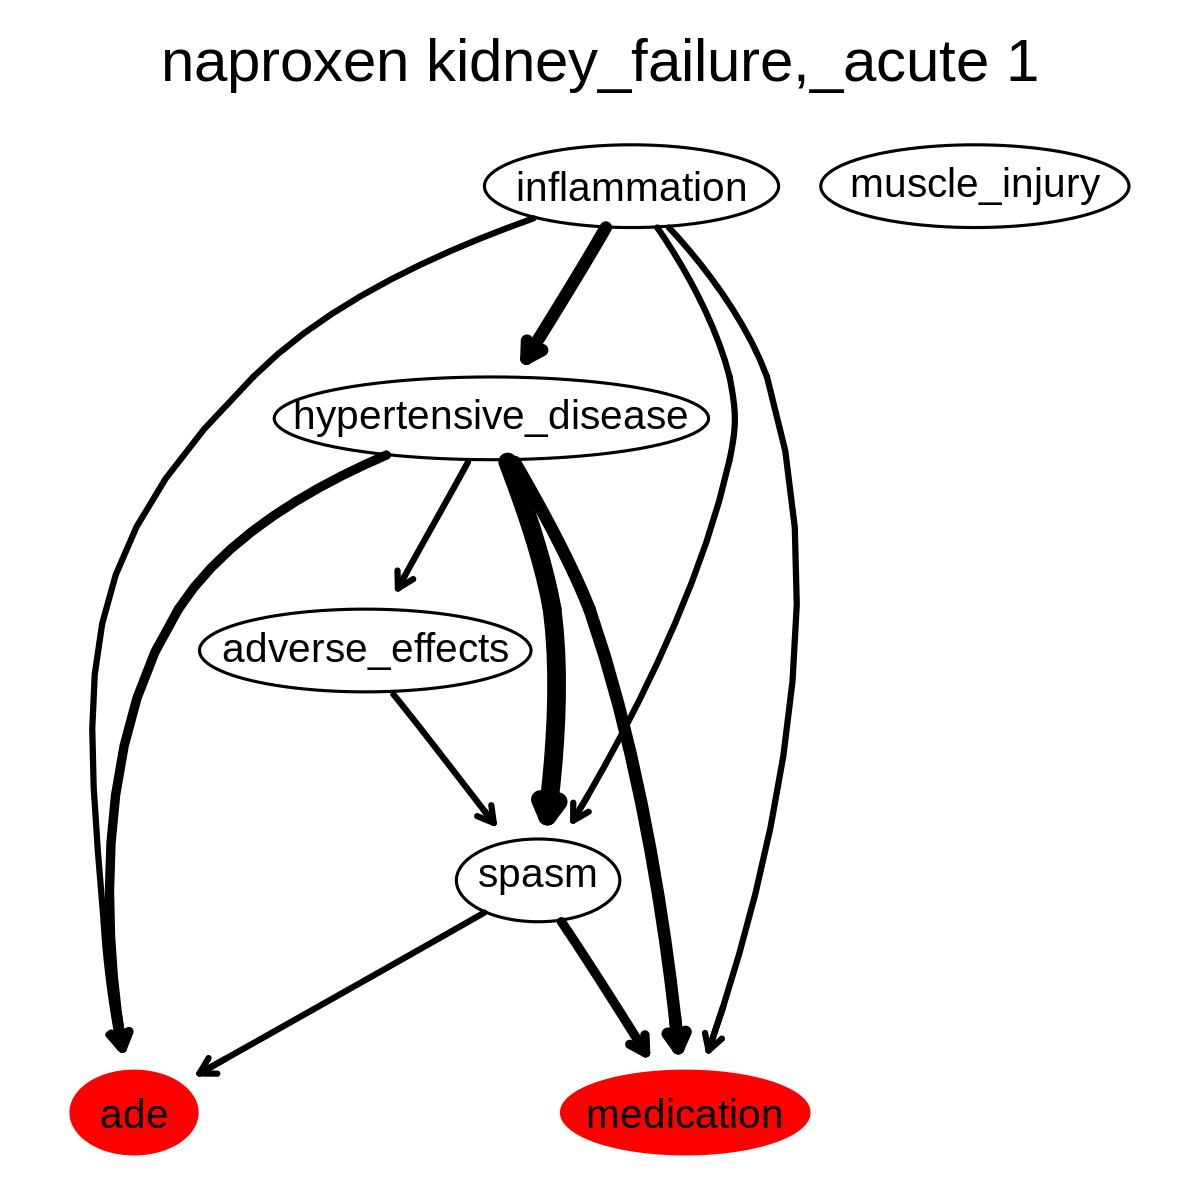 naproxen kidney_failure,_acute 1
inflammation
muscle_injury
hypertensive_disease
adverse_effects
spasm
ade
medication